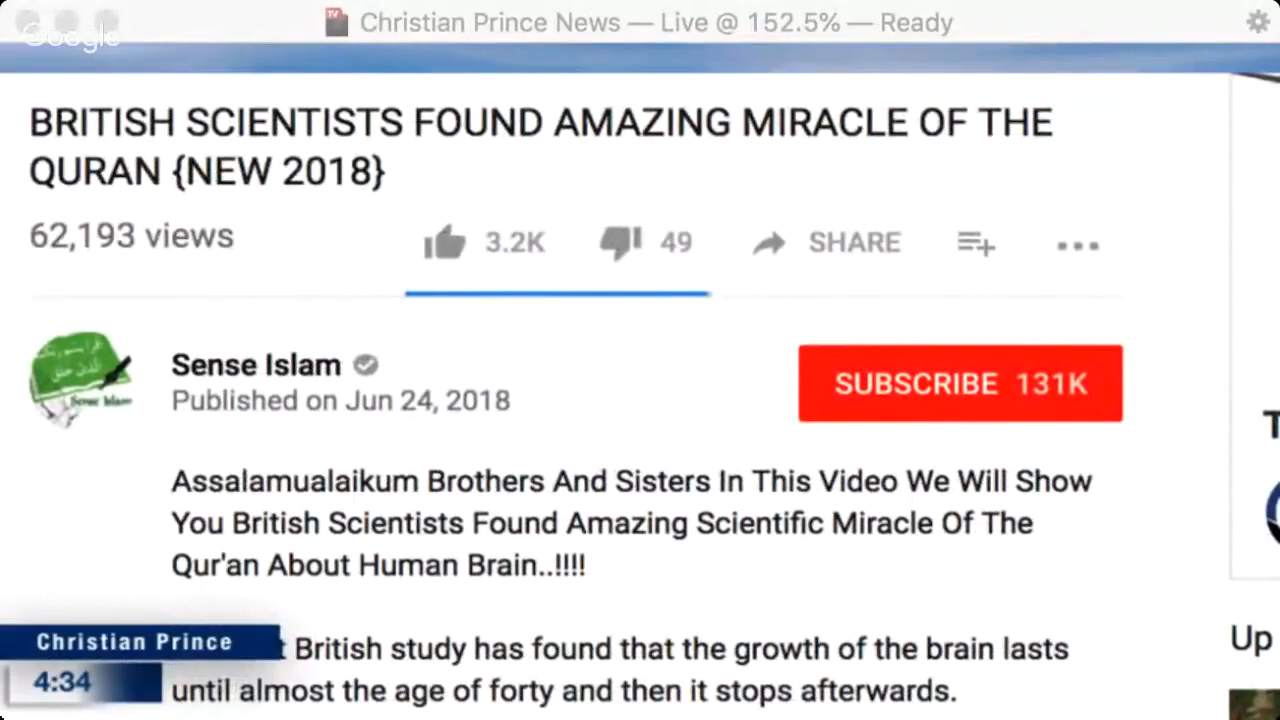 Christian Prince News — Live @ 152.5% — Ready
Google
BRITISH SCIENTISTS FOUND AMAZING MIRACLE OF THE
QURAN {NEW 2018}
62,193 views
3.2K
49
SHARE
Sense Islam
Published on Jun 24, 2018
SUBSCRIBE 131K
Sense Islam
Assalamualaikum Brothers And Sisters In This Video We Will Show
You British Scientists Found Amazing Scientific Miracle Of The
Qur'an About Human Brain..!!!!
British study has found that the growth of the brain lasts
until almost the age of forty and then it stops afterwards.
Christian Prince
4:34
Up